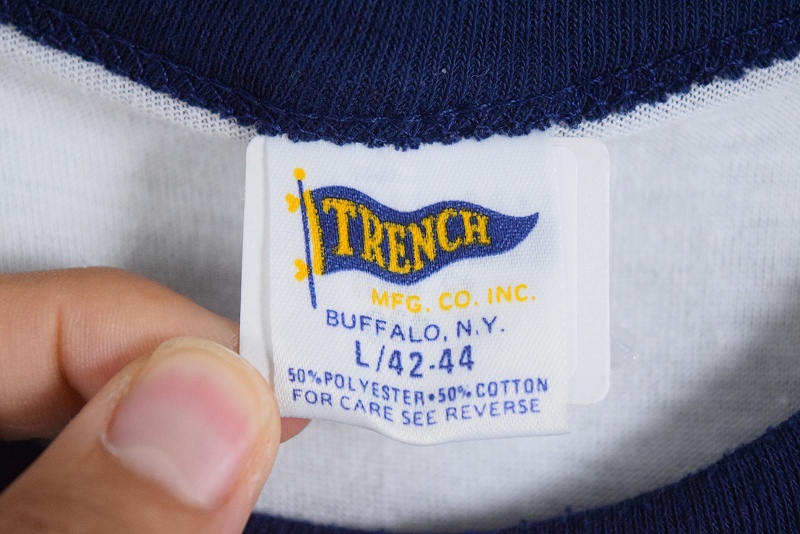 TRENCH
MFG. CO. INC.
BUFFALO, N.Y.
L/42-44
50%POLYESTER•50%COTTON
FOR CARE SEE REVERSE